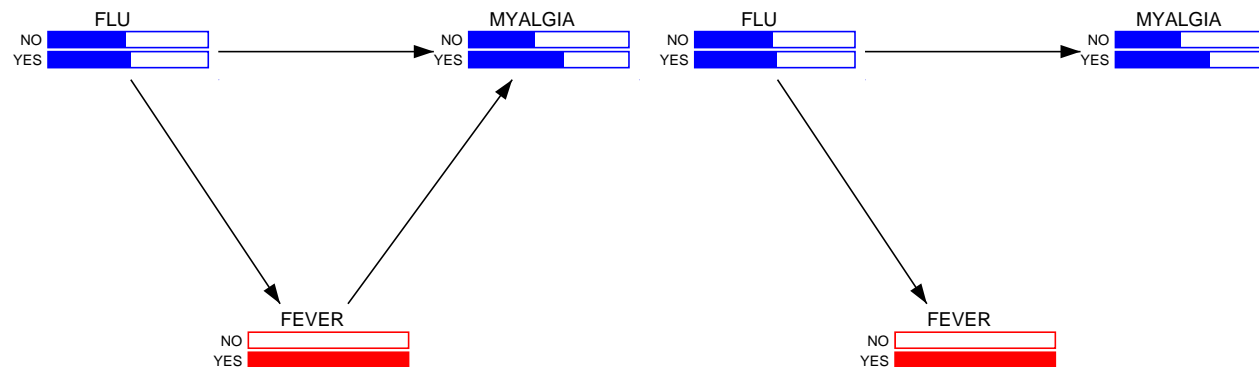 FLU
NO
YES
MYALGIA
NO
YES
FEVER
NO
YES
FLU
NO
YES
MYALGIA
NO
YES
FEVER
NO
YES